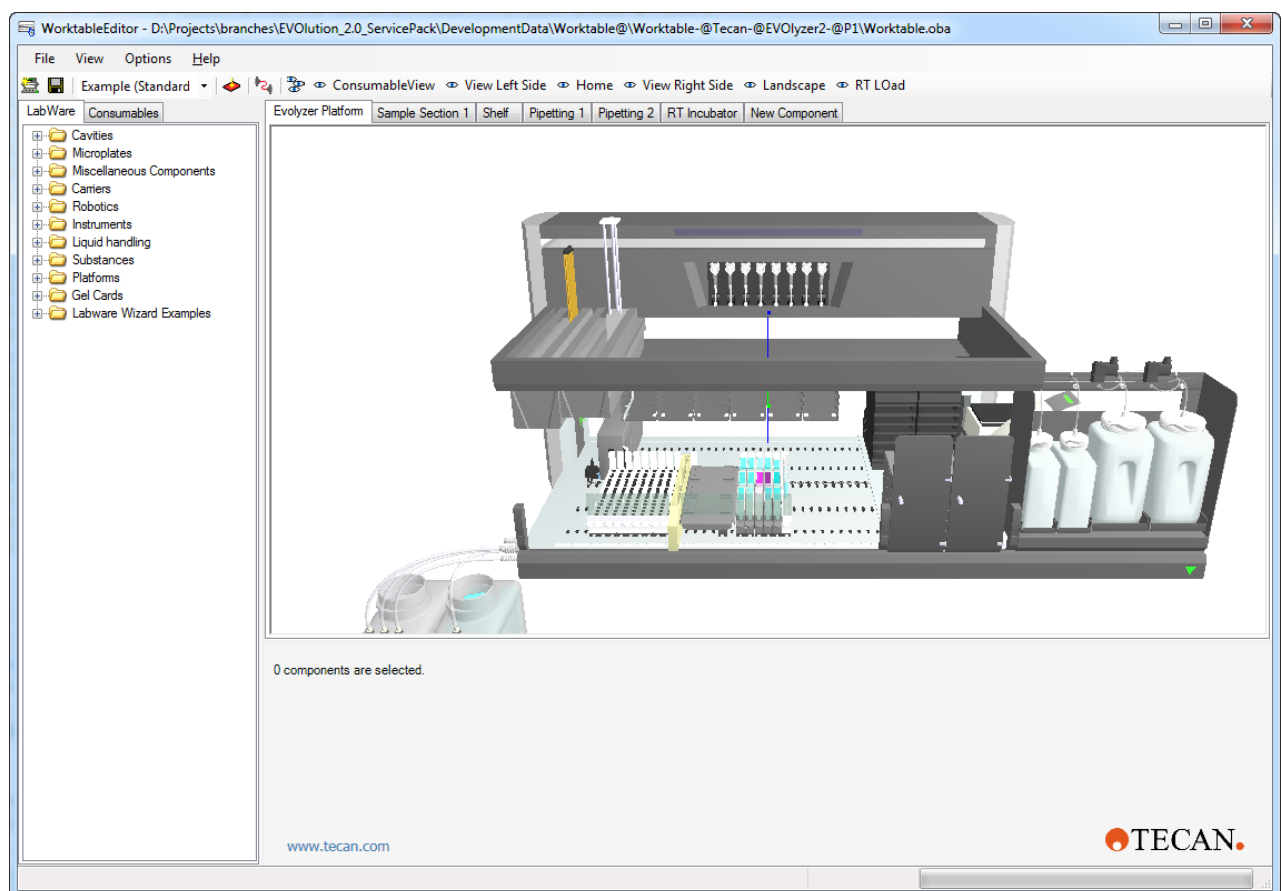 WorktableEditor - D:\Projects\branches\EVOlution_2.0_ServicePack\DevelopmentData\Worktable@\Worktable-@Tecan-@EVOlyzer2-@P1\Worktable.oba
File View Options Help
Example (Standard ConsumableView View Left Side Home View Right Side Landscape RT LOad
LabWare Consumables
Evolyzer Platform Sample Section 1 Shelf Pipetting 1 Pipetting 2 RT Incubator New Component
Cavities
Microplates
Miscellaneous Components
Carriers
Robotics
Instruments
Liquid handling
Substances
Platforms
Gel Cards
Labware Wizard Examples
0 components are selected.
www.tecan.com
TECAN.